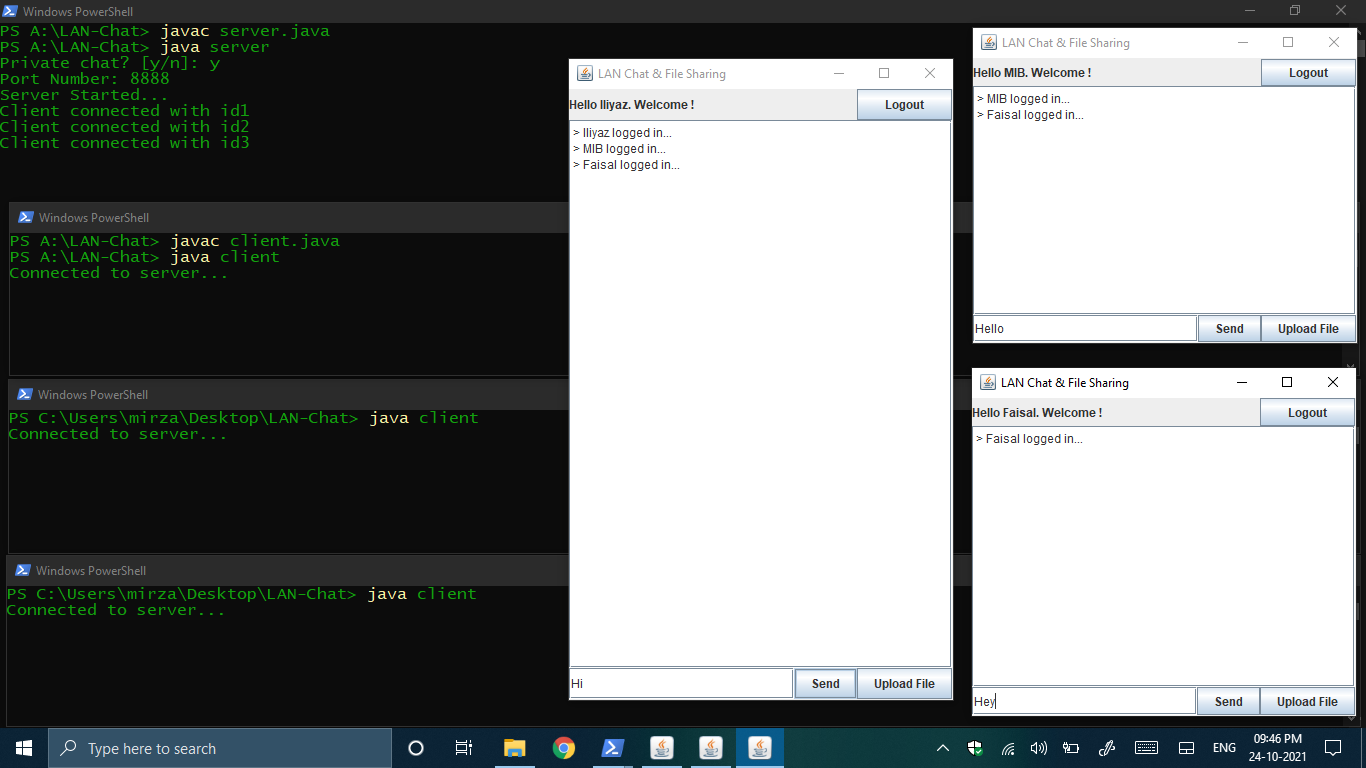 Windows PowerShell
PS A:\LAN-Chat> javac server.java
PS A:\LAN-Chat> java server
Private chat? [y/n]: y
Port Number: 8888
Server Started...
Client connected with id1
Client connected with id2
Client connected with id3
Windows PowerShell
PS A:\LAN-Chat> javac client.java
PS A:\LAN-Chat> java client
Connected to server...
Windows PowerShell
PS C:\Users\mirza\Desktop\LAN-Chat> java client
Connected to server...
Windows PowerShell
PS C:\Users\mirza\Desktop\LAN-Chat> java client
Connected to server...
LAN Chat & File Sharing
Hello Iliyaz. Welcome ! Logout
> Iliyaz logged in...
> MIB logged in...
> Faisal logged in...
Hi Send Upload File
LAN Chat & File Sharing
Hello MIB. Welcome ! Logout
> MIB logged in...
> Faisal logged in...
Hello Send Upload File
LAN Chat & File Sharing
Hello Faisal. Welcome ! Logout
> Faisal logged in...
Hey Send Upload File
Type here to search
ENG
09:46 PM
24-10-2021